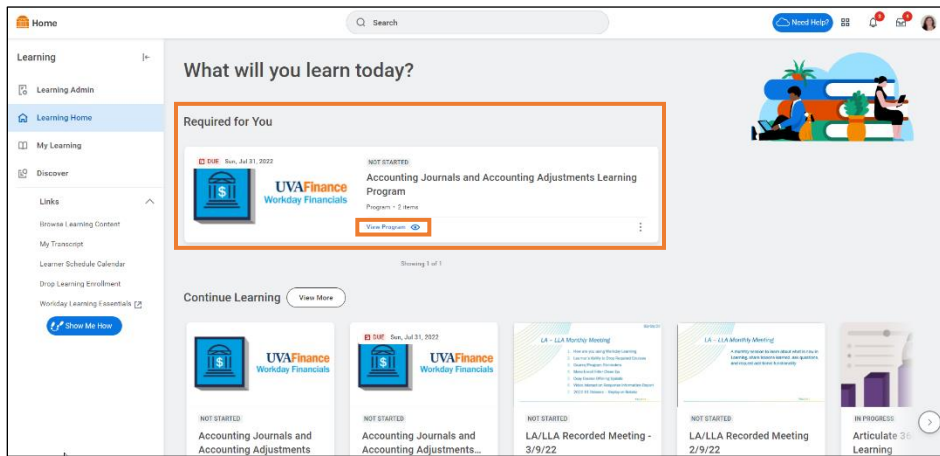 Home
Search
Need Help?
Learning
Learning Admin
Learning Home
My Learning
Discover
Links
Browse Learning Content
My Transcript
Learner Schedule Calendar
Drop Learning Enrollment
Workday Learning Essentials
Show Me How
What will you learn today?
Required for You
DUE Sun, Jul 31, 2022
UVAFinance
Workday Financials
NOT STARTED
Accounting Journals and Accounting Adjustments Learning
Program
Program • 2 items
View Program
Showing 1 of 1
Continue Learning
View More
UVAFinance
Workday Financials
NOT STARTED
Accounting Journals and
Accounting Adjustments
DUE Sun, Jul 31, 2022
UVAFinance
Workday Financials
NOT STARTED
Accounting Journals and
Accounting Adjustments...
LA - LLA Monthly Meeting
NOT STARTED
LA/LLA Recorded Meeting -
3/9/22
LA - LLA Monthly Meeting
NOT STARTED
LA/LLA Recorded Meeting
2/9/22
IN PROGRESS
Articulate 36
Learning